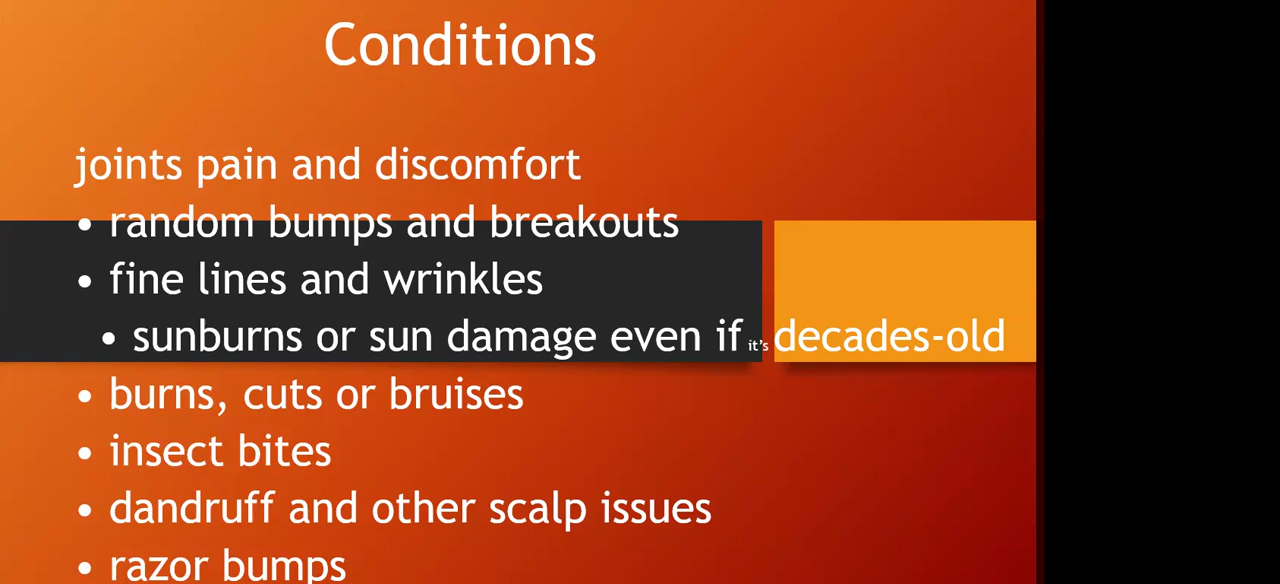 Conditions
joints pain and discomfort
• random bumps and breakouts
• fine lines and wrinkles
• sunburns or sun damage even if it’s decades-old
• burns, cuts or bruises
• insect bites
• dandruff and other scalp issues
• razor bumps